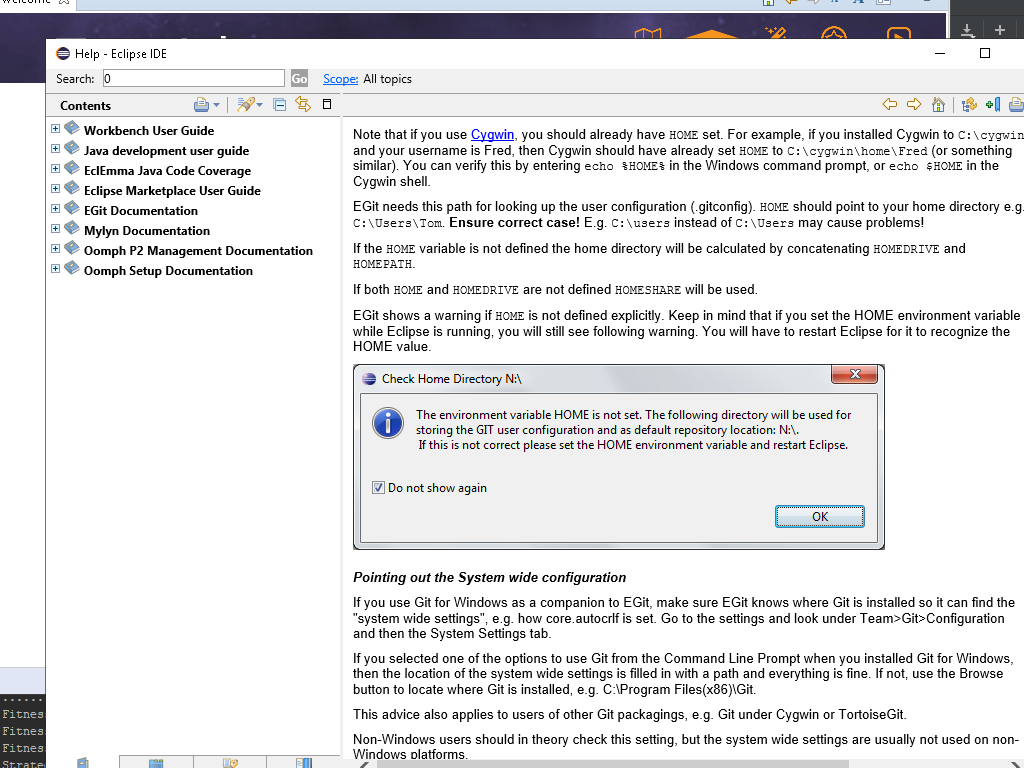 Help - Eclipse IDE
Search: 0 Go Scope: All topics
Contents
Workbench User Guide
Java development user guide
EclEmma Java Code Coverage
Eclipse Marketplace User Guide
EGit Documentation
Mylyn Documentation
Oomph P2 Management Documentation
Oomph Setup Documentation
Note that if you use Cygwin, you should already have HOME set. For example, if you installed Cygwin to C:\cygwin
and your username is Fred, then Cygwin should have already set HOME to C:\cygwin\home\Fred (or something
similar). You can verify this by entering echo %HOME% in the Windows command prompt, or echo $HOME in the
Cygwin shell.
EGit needs this path for looking up the user configuration (.gitconfig). HOME should point to your home directory e.g.
C:\Users\Tom. Ensure correct case! E.g. C:\users instead of C:\Users may cause problems!
If the HOME variable is not defined the home directory will be calculated by concatenating HOMEDRIVE and
HOMEPATH.
If both HOME and HOMEDRIVE are not defined HOMESHARE will be used.
EGit shows a warning if HOME is not defined explicitly. Keep in mind that if you set the HOME environment variable
while Eclipse is running, you will still see following warning. You will have to restart Eclipse for it to recognize the
HOME value.
Check Home Directory N:\
The environment variable HOME is not set. The following directory will be used for
storing the GIT user configuration and as default repository location: N:\.
If this is not correct please set the HOME environment variable and restart Eclipse.
Do not show again
OK
Pointing out the System wide configuration
If you use Git for Windows as a companion to EGit, make sure EGit knows where Git is installed so it can find the
"system wide settings", e.g. how core.autocrlf is set. Go to the settings and look under Team>Git>Configuration
and then the System Settings tab.
If you selected one of the options to use Git from the Command Line Prompt when you installed Git for Windows,
then the location of the system wide settings is filled in with a path and everything is fine. If not, use the Browse
button to locate where Git is installed, e.g. C:\Program Files(x86)\Git.
This advice also applies to users of other Git packagings, e.g. Git under Cygwin or TortoiseGit.
Non-Windows users should in theory check this setting, but the system wide settings are usually not used on non-
Windows platforms.
Fitnes
Fitnes
Fitnes
Strate